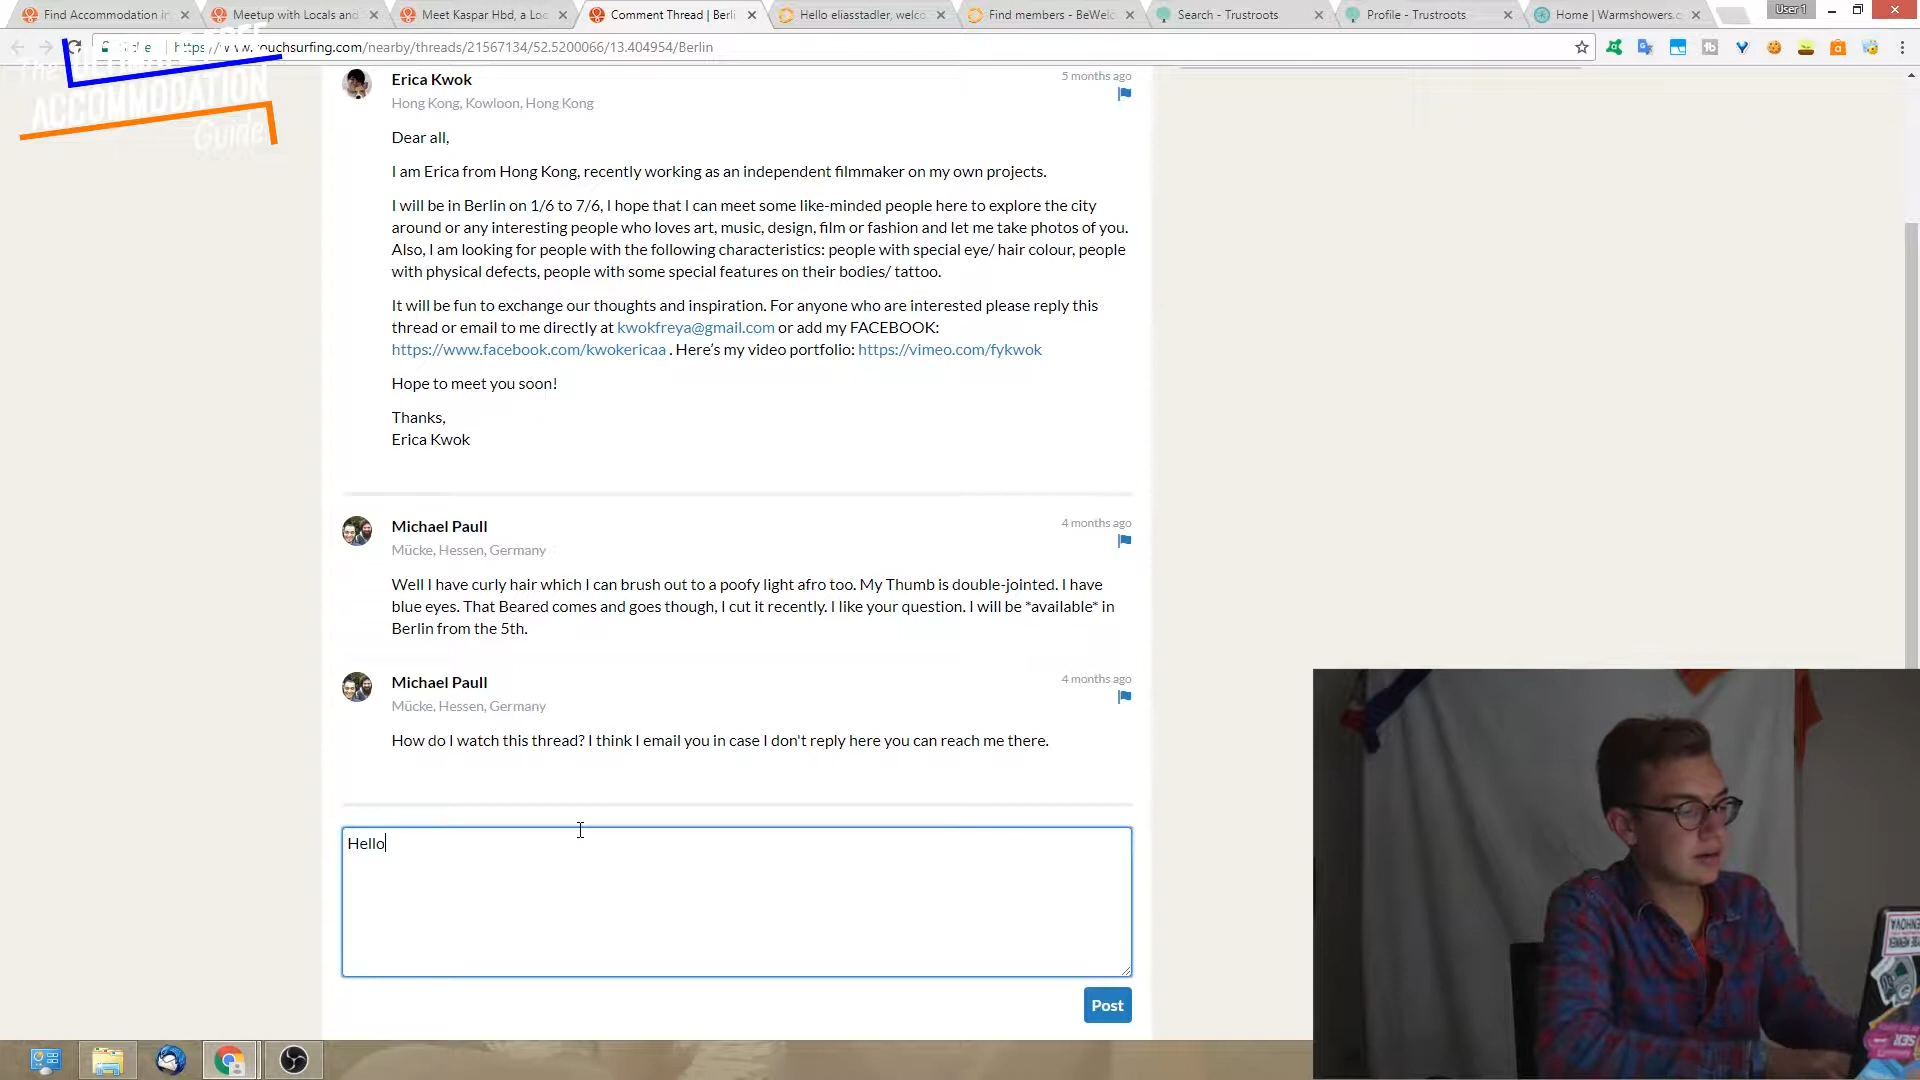 Find Accommodation in
Meetup with Locals and
Meet Kaspar Hbd, a Loc
Comment Thread | Berli
Hello eliasstadler, welco
Find members - BeWelc
Search - Trustroots
Profile - Trustroots
Home | Warmshowers.c
User 1
couchsurfing.com/nearby/threads/21567134/52.5200066/13.404954/Berlin
The ULTIMATE FREE
ACCOMMODATION
Guide
Erica Kwok
5 months ago
Hong Kong, Kowloon, Hong Kong
Dear all,
I am Erica from Hong Kong, recently working as an independent filmmaker on my own projects.
I will be in Berlin on 1/6 to 7/6, I hope that I can meet some like-minded people here to explore the city
around or any interesting people who loves art, music, design, film or fashion and let me take photos of you.
Also, I am looking for people with the following characteristics: people with special eye/ hair colour, people
with physical defects, people with some special features on their bodies/ tattoo.
It will be fun to exchange our thoughts and inspiration. For anyone who are interested please reply this
thread or email to me directly at kwokfreya@gmail.com or add my FACEBOOK:
https://www.facebook.com/kwokericaa . Here’s my video portfolio: https://vimeo.com/fykwok
Hope to meet you soon!
Thanks,
Erica Kwok
Michael Paull
4 months ago
Mücke, Hessen, Germany
Well I have curly hair which I can brush out to a poofy light afro too. My Thumb is double-jointed. I have
blue eyes. That Beared comes and goes though, I cut it recently. I like your question. I will be *available* in
Berlin from the 5th.
Michael Paull
4 months ago
Mücke, Hessen, Germany
How do I watch this thread? I think I email you in case I don't reply here you can reach me there.
Hello
Post